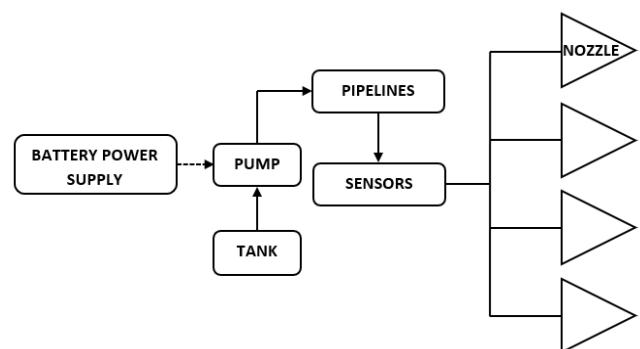 NOZZLE
PIPELINES
BATTERY POWER
SUPPLY
PUMP
SENSORS
TANK